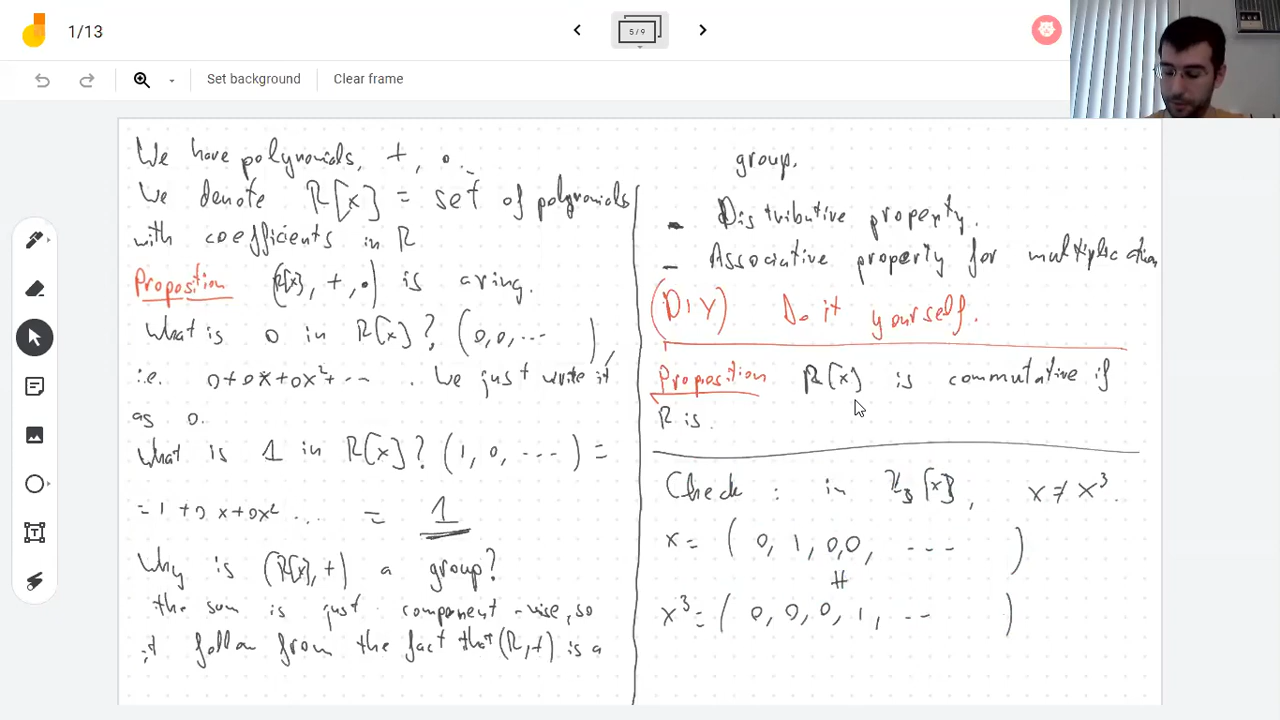 1/13
5/9
Set background
Clear frame
We have polynomials, +, ·.
We denote R[x] = set of polynomials
with coefficients in R
Proposition (R[x], +, ·) is a ring.
What is 0 in R[x]? (0,0,... ),
i.e. 0+0x+0x²+... . We just write it
as 0.
What is 1 in R[x]? (1, 0, ... ) =
= 1 + 0x + 0x² ... = 1
Why is (R[x], +) a group?
the sum is just component-wise, so
it follow from the fact that (R,+) is a
group.
- Distributive property.
- Associative property for multiplication
(DIY) Do it yourself.
Proposition R[x] is commutative if
R is.
Check : in Z₃[x], x ≠ x³.
x = ( 0, 1, 0,0, ... )
≠
x³ = ( 0, 0, 0, 1, ... )